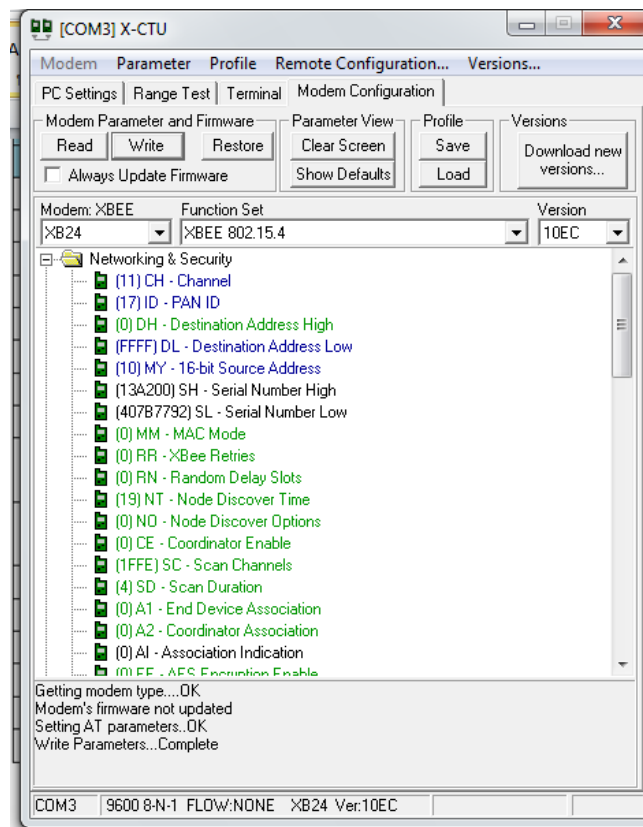 A
[COM3] X-CTU
Modem Parameter Profile Remote Configuration... Versions...
PC Settings Range Test Terminal Modem Configuration
Modem Parameter and Firmware Parameter View Profile Versions
Read Write Restore Clear Screen Save Download new versions...
Always Update Firmware Show Defaults Load
Modem: XBEE Function Set Version
XB24 XBEE 802.15.4 10EC
Networking & Security
(11) CH - Channel
(17) ID - PAN ID
(0) DH - Destination Address High
(FFFF) DL - Destination Address Low
(10) MY - 16-bit Source Address
(13A200) SH - Serial Number High
(407B7792) SL - Serial Number Low
(0) MM - MAC Mode
(0) RR - XBee Retries
(0) RN - Random Delay Slots
(19) NT - Node Discover Time
(0) NO - Node Discover Options
(0) CE - Coordinator Enable
(1FFE) SC - Scan Channels
(4) SD - Scan Duration
(0) A1 - End Device Association
(0) A2 - Coordinator Association
(0) AI - Association Indication
(0) EE - AES Encryption Enable
Getting modem type....OK
Modem's firmware not updated
Setting AT parameters..OK
Write Parameters...Complete
COM3 9600 8-N-1 FLOW:NONE XB24 Ver:10EC